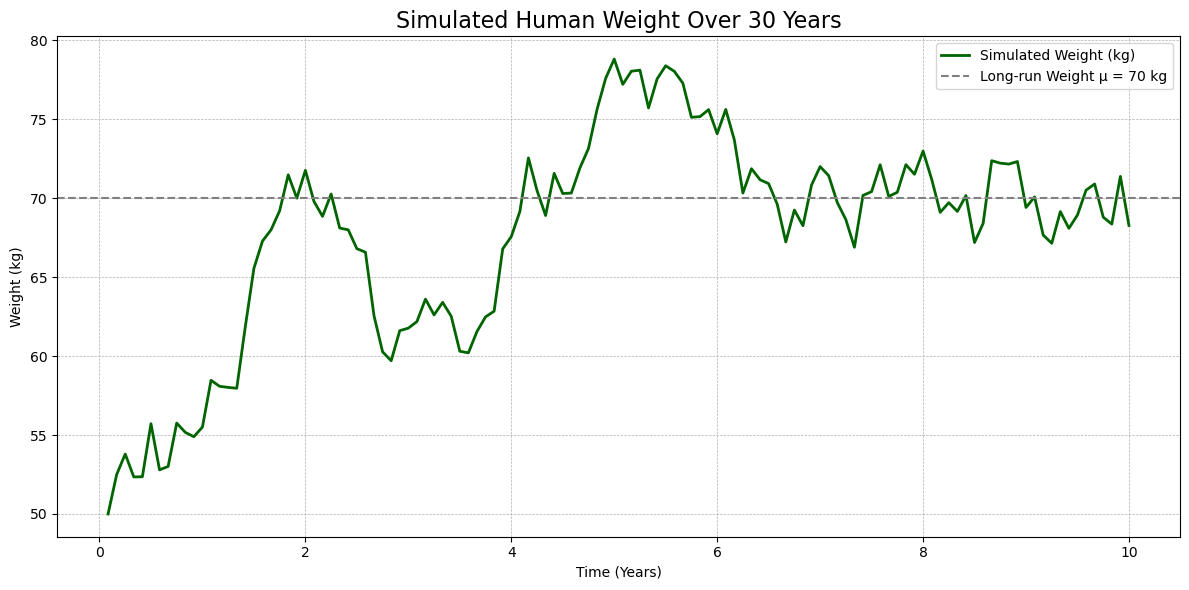 Simulated Human Weight Over 30 Years
Simulated Weight (kg)
Long-run Weight μ = 70 kg
Weight (kg)
80
75
70
65
60
55
50
0 2 4 6 8 10
Time (Years)